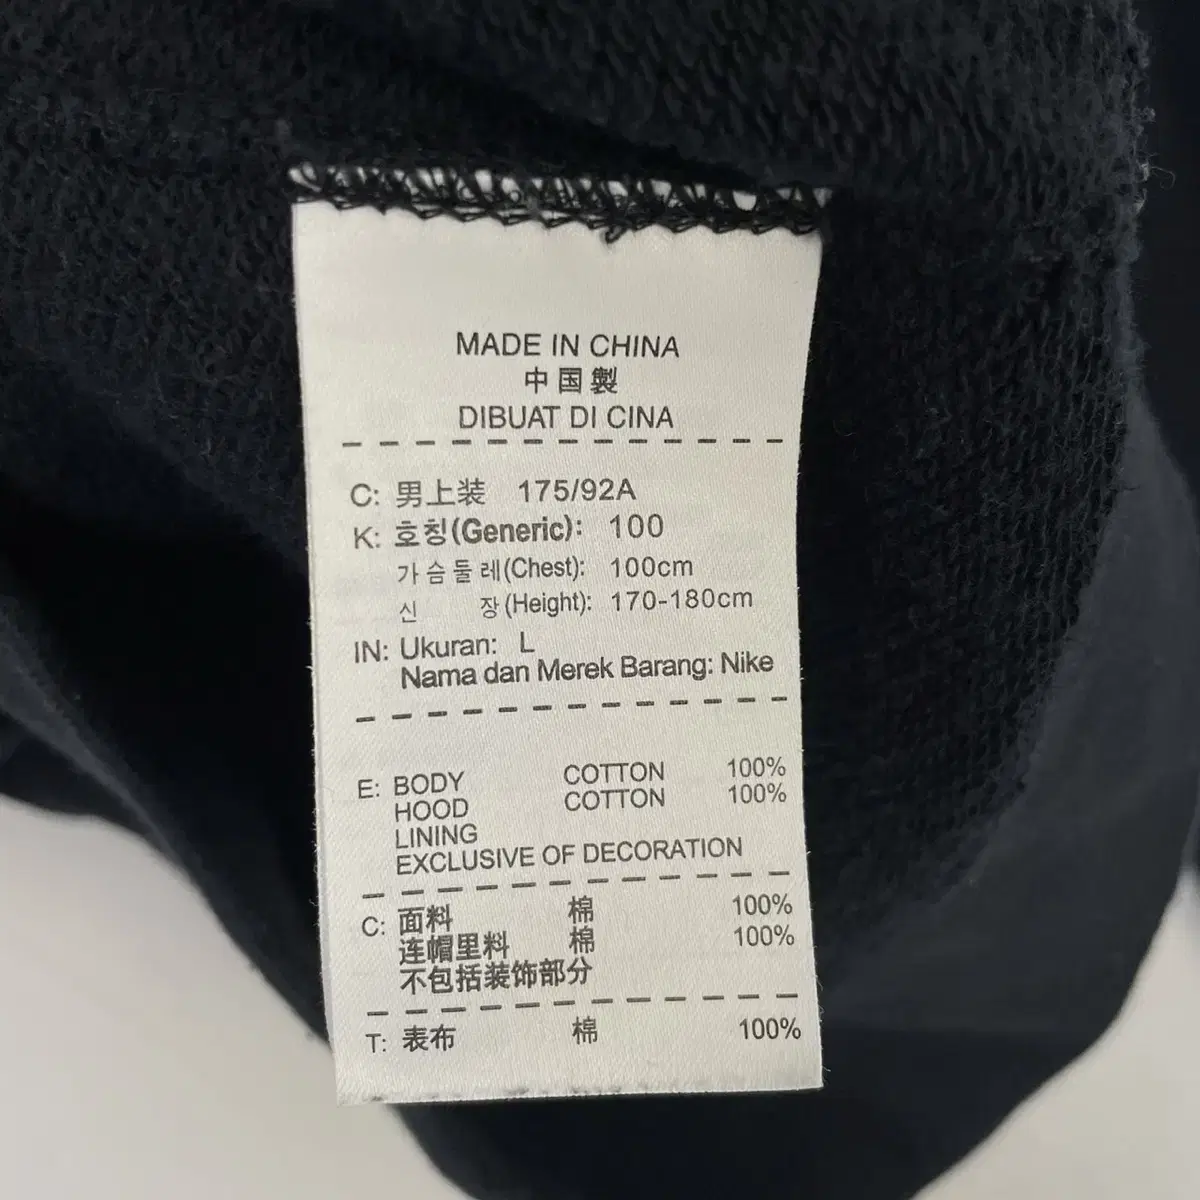 MADE IN CHINA
中国製
DIBUAT DI CINA
C: 男上装 175/92A
K: 호칭(Generic): 100
가슴둘레(Chest): 100cm
신 장(Height): 170-180cm
IN: Ukuran: L
Nama dan Merek Barang: Nike
E: BODY COTTON 100%
HOOD COTTON 100%
LINING
EXCLUSIVE OF DECORATION
C: 面料 棉 100%
连帽里料 棉 100%
不包括装饰部分
T: 表布 棉 100%